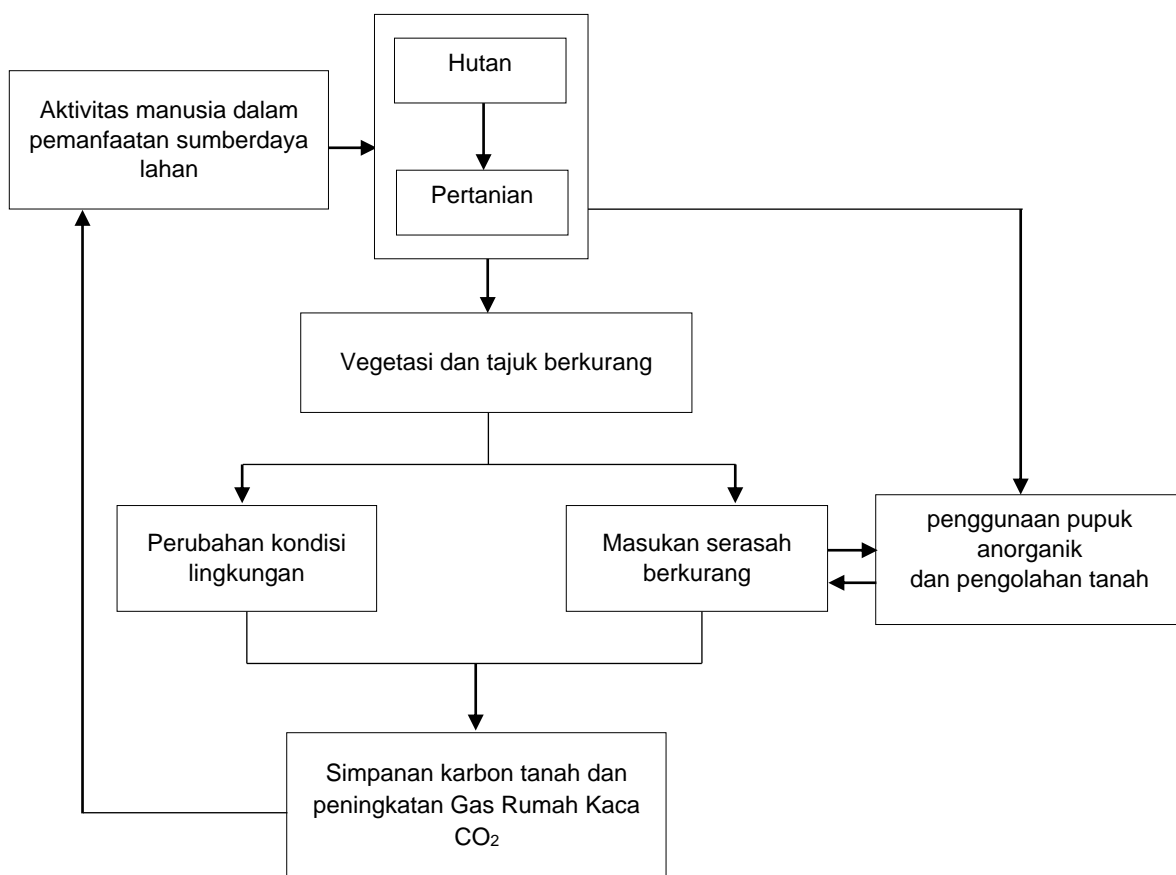 Hutan
Aktivitas manusia dalam
pemanfaatan sumberdaya
lahan
Pertanian
Vegetasi dan tajuk berkurang
Perubahan kondisi
lingkungan
Masukan serasah
berkurang
penggunaan pupuk
anorganik
dan pengolahan tanah
Simpanan karbon tanah dan
peningkatan Gas Rumah Kaca
CO₂